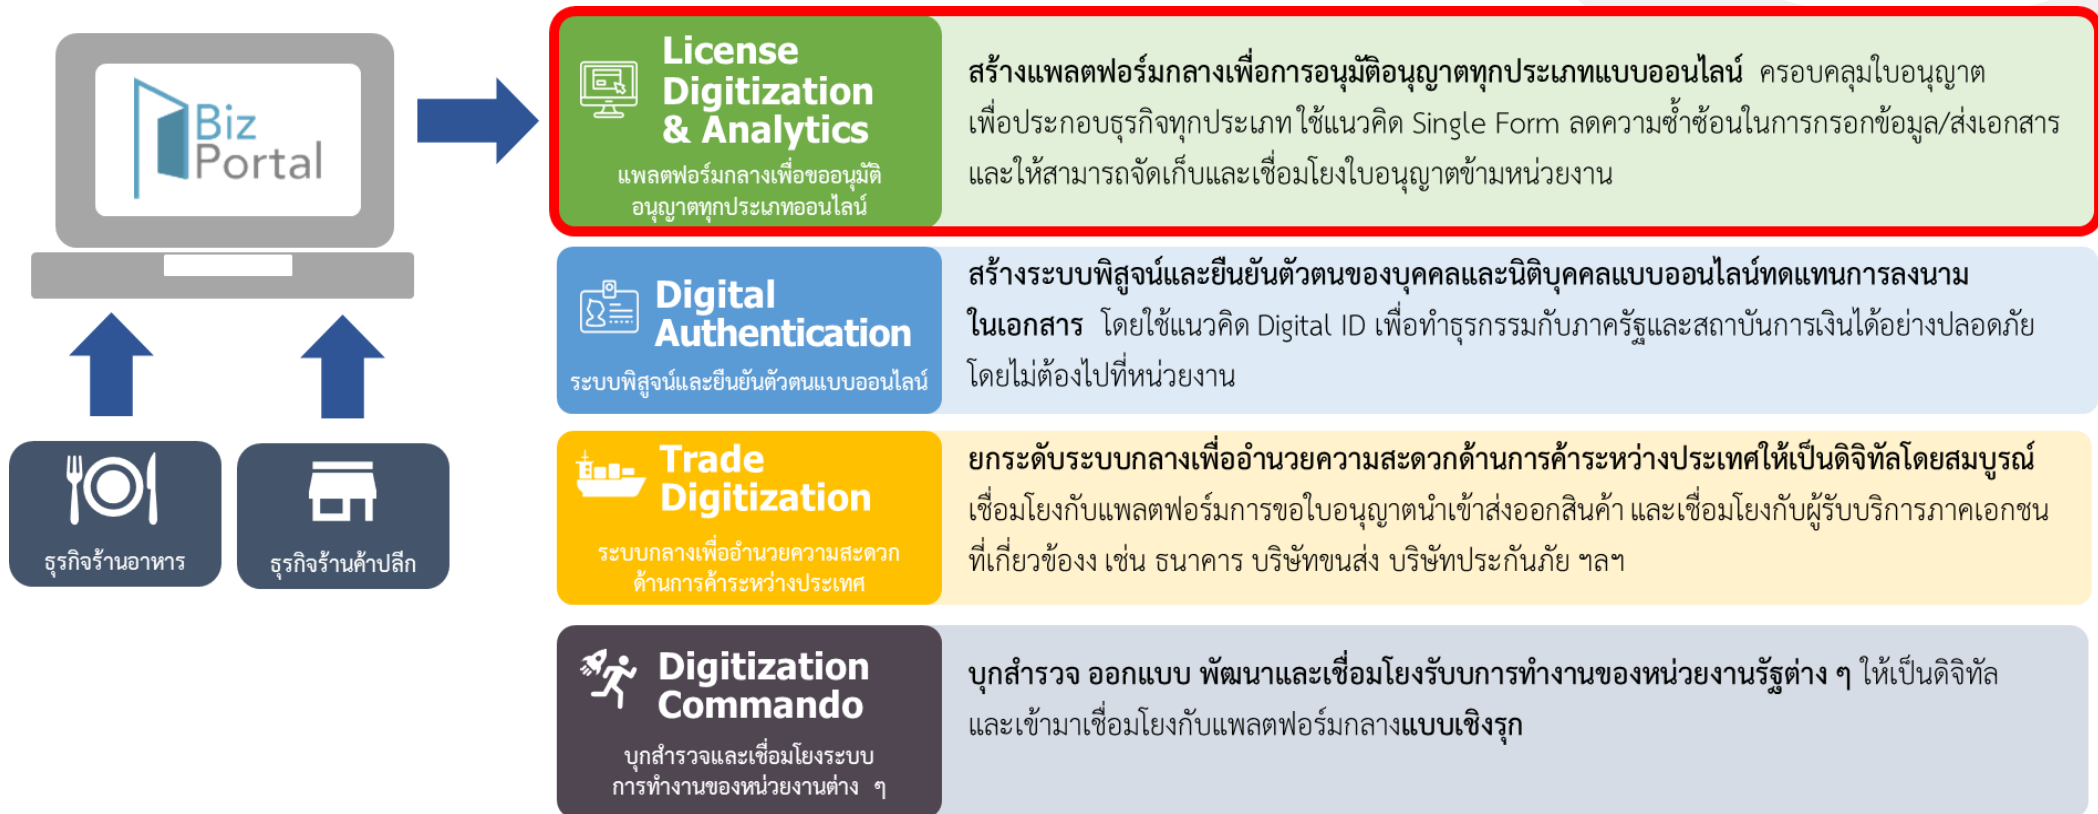 Biz
Portal
ธุรกิจร้านอาหาร
ธุรกิจร้านค้าปลีก
License
Digitization
& Analytics
แพลตฟอร์มกลางเพื่อขออนุมัติ
อนุญาตทุกประเภทออนไลน์
สร้างแพลตฟอร์มกลางเพื่อการอนุมัติอนุญาตทุกประเภทแบบออนไลน์ ครอบคลุมใบอนุญาต
เพื่อประกอบธุรกิจทุกประเภท ใช้แนวคิด Single Form ลดความซ้ำซ้อนในการกรอกข้อมูล/ส่งเอกสาร
และให้สามารถจัดเก็บและเชื่อมโยงใบอนุญาตข้ามหน่วยงาน
Digital
Authentication
ระบบพิสูจน์และยืนยันตัวตนแบบออนไลน์
สร้างระบบพิสูจน์และยืนยันตัวตนของบุคคลและนิติบุคคลแบบออนไลน์ทดแทนการลงนาม
ในเอกสาร โดยใช้แนวคิด Digital ID เพื่อทำธุรกรรมกับภาครัฐและสถาบันการเงินได้อย่างปลอดภัย
โดยไม่ต้องไปที่หน่วยงาน
Trade
Digitization
ระบบกลางเพื่ออำนวยความสะดวก
ด้านการค้าระหว่างประเทศ
ยกระดับระบบกลางเพื่ออำนวยความสะดวกด้านการค้าระหว่างประเทศให้เป็นดิจิทัลโดยสมบูรณ์
เชื่อมโยงกับแพลตฟอร์มการขอใบอนุญาตนำเข้าส่งออกสินค้า และเชื่อมโยงกับผู้รับบริการภาคเอกชน
ที่เกี่ยวข้องง เช่น ธนาคาร บริษัทขนส่ง บริษัทประกันภัย ฯลฯ
Digitization
Commando
บุกสำรวจและเชื่อมโยงระบบ
การทำงานของหน่วยงานต่าง ๆ
บุกสำรวจ ออกแบบ พัฒนาและเชื่อมโยงรับบการทำงานของหน่วยงานรัฐต่าง ๆ ให้เป็นดิจิทัล
และเข้ามาเชื่อมโยงกับแพลตฟอร์มกลางแบบเชิงรุก